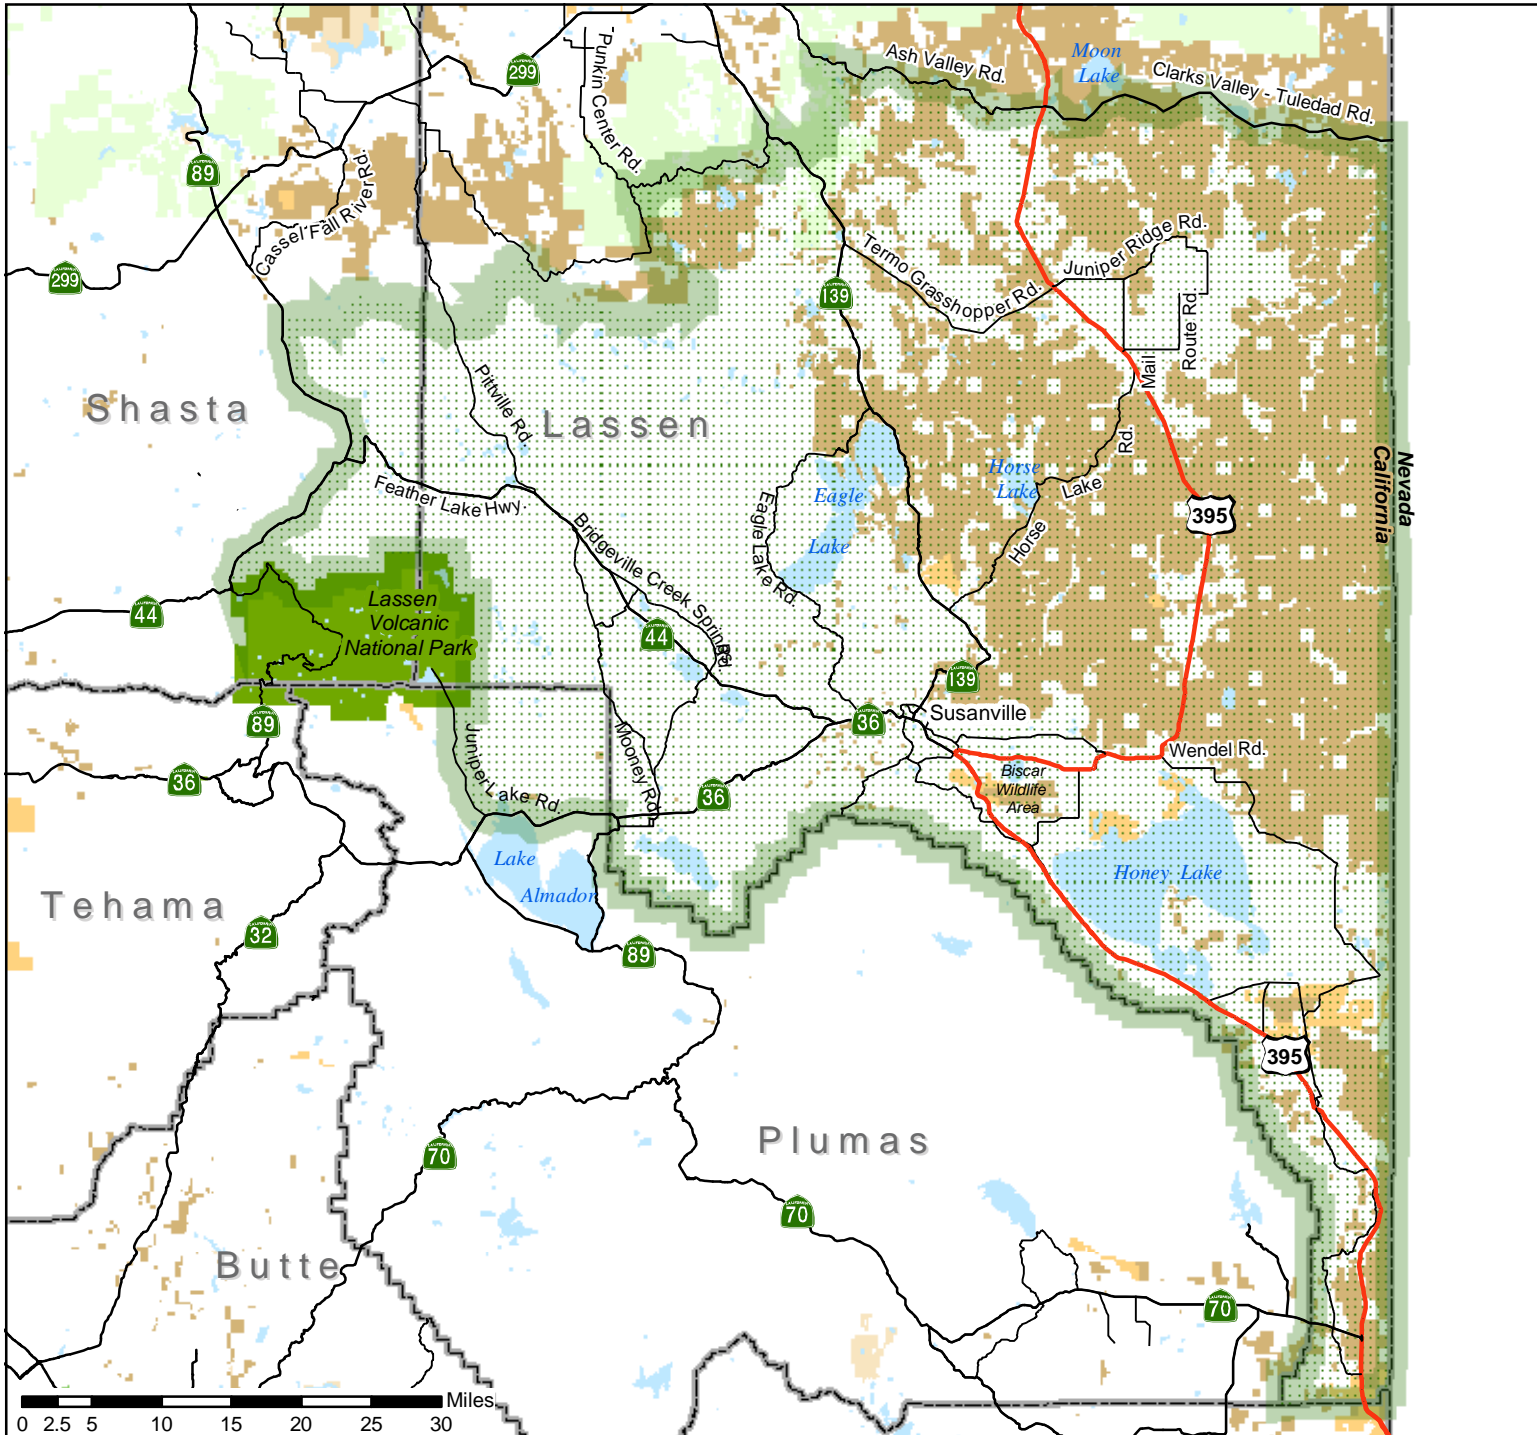 Moon
Lake
Ash Valley Rd.
Clarks Valley - Tuledad Rd.
299
Punkin Center Rd.
89
Cassel Fall River Rd.
299
Termo Grasshopper Rd.
Juniper Ridge Rd.
139
Mail
Route Rd
Pittville Rd.
Shasta
Lassen
Nevada
California
Feather Lake Hwy.
Eagle
Lake
Horse
Lake
Horse
Lake
Rd.
395
Eagle Lake Rd.
Bridgeville Creek Springs
Rd.
Lassen
Volcanic
National Park
44
44
139
89
36
Susanville
Wendel Rd.
36
Juniper Lake Rd.
Mooney Rd.
36
Biscar
Wildlife
Area
Lake
Almador
Honey Lake
Tehama
32
89
395
70
Plumas
70
Butte
70
Miles
0 2.5 5 10 15 20 25 30